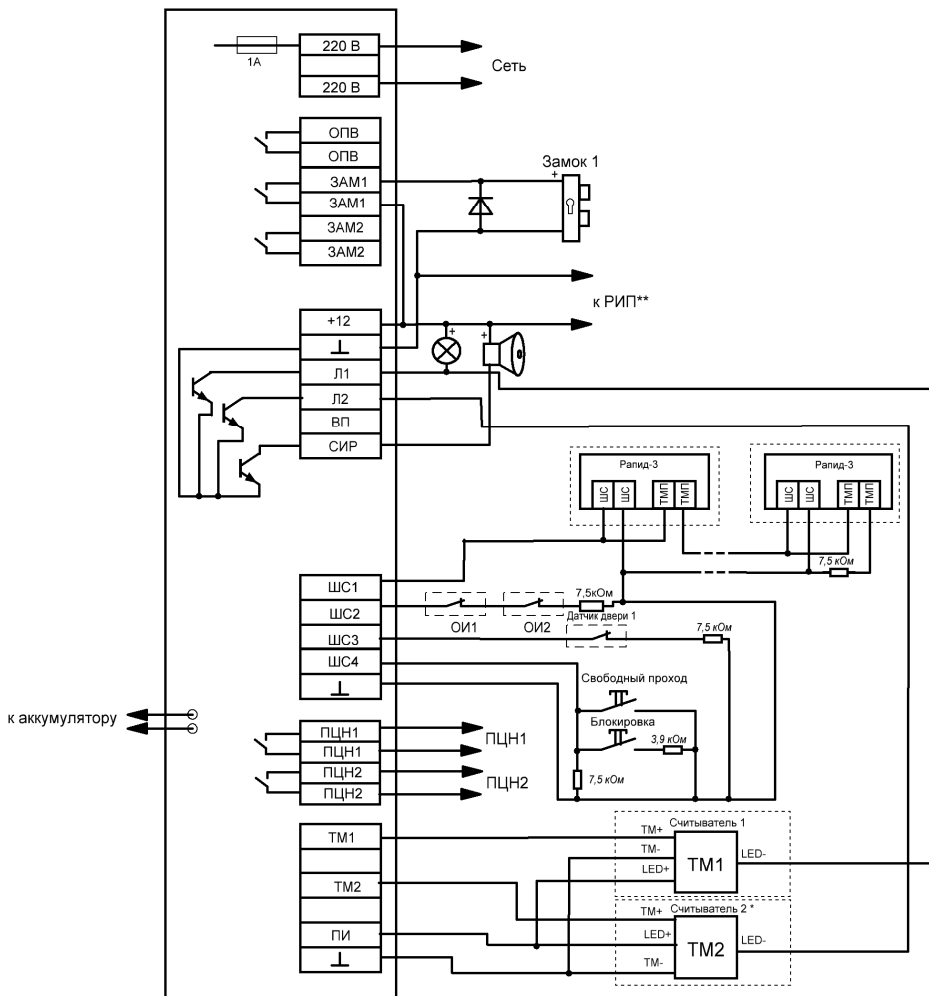 220 В
1А
220 В
Сеть
ОПВ
ОПВ
ЗАМ1
ЗАМ1
ЗАМ2
ЗАМ2
Замок 1
+
к РИП**
+12
Л1
Л2
ВП
СИР
+
+
Рапид-3
ШС
ШС
ТМП
ТМП
Рапид-3
ШС
ШС
ТМП
ТМП
7,5 кОм
ШС1
ШС2
ШС3
ШС4
ОИ1
ОИ2
7,5кОм
Датчик двери 1
7,5 кОм
Свободный проход
Блокировка
3,9 кОм
7,5 кОм
к аккумулятору
ПЦН1
ПЦН1
ПЦН2
ПЦН2
ПЦН1
ПЦН2
ТМ1
ТМ2
ПИ
Считыватель 1
ТМ+
ТМ-
LED+
ТМ1
LED-
Считыватель 2 *
ТМ+
LED+
ТМ-
ТМ2
LED-